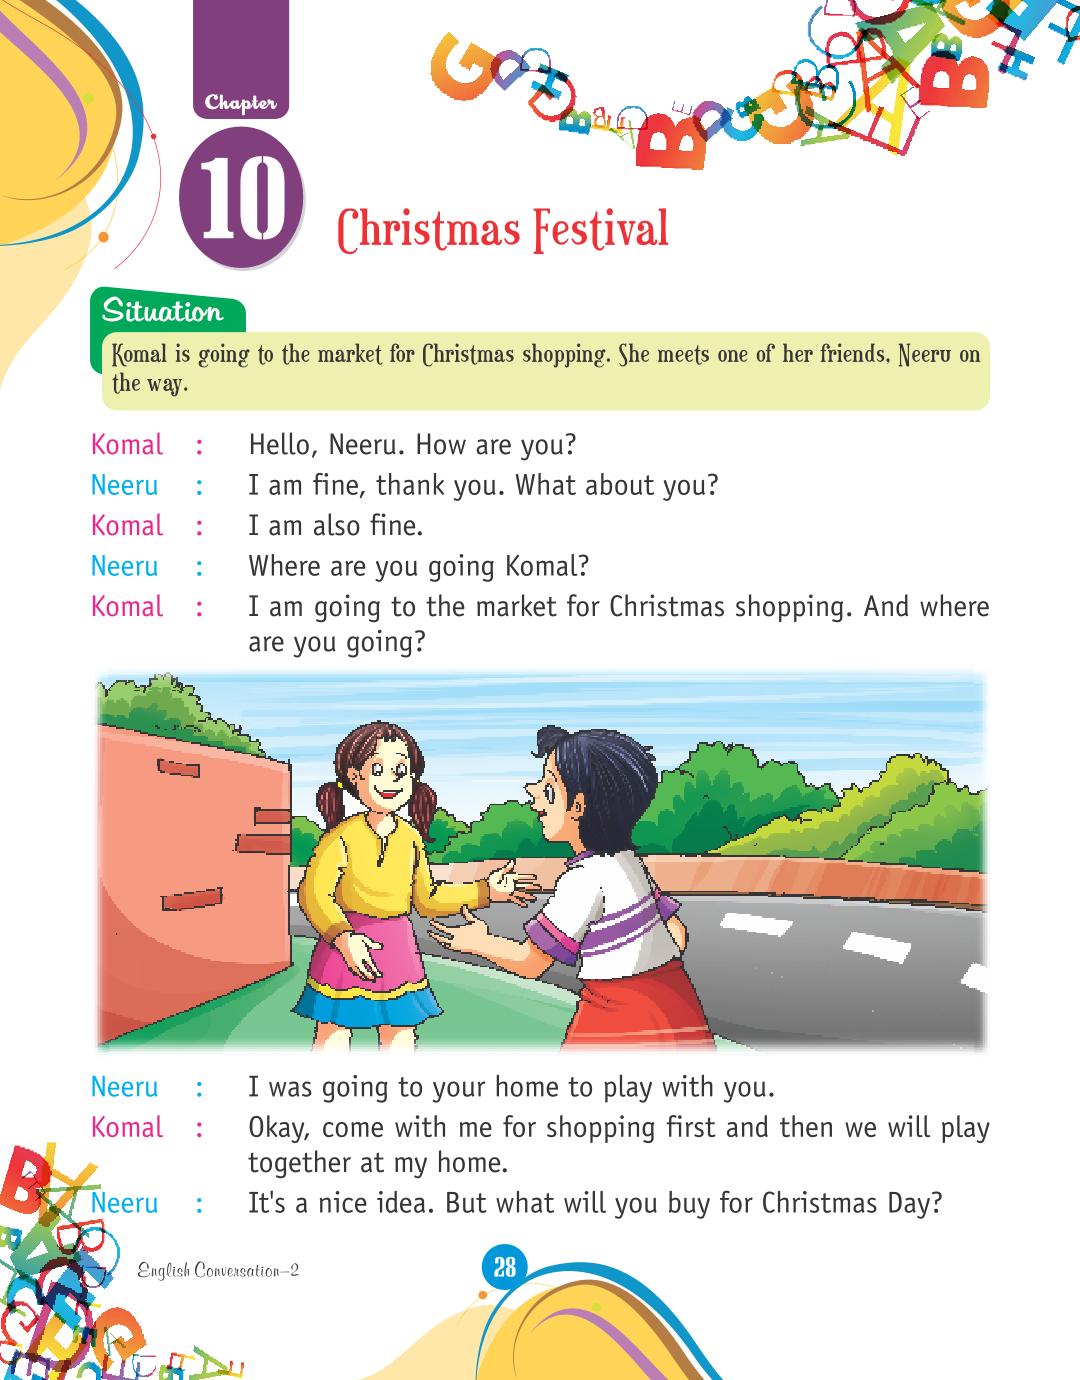 Chapter
10
Christmas Festival
Situation
Komal is going to the market for Christmas shopping. She meets one of her friends, Neeru on
the way.
Komal : Hello, Neeru. How are you?
Neeru : I am fine, thank you. What about you?
Komal : I am also fine.
Neeru : Where are you going Komal?
Komal : I am going to the market for Christmas shopping. And where
are you going?
Neeru : I was going to your home to play with you.
Komal : Okay, come with me for shopping first and then we will play
together at my home.
Neeru : It's a nice idea. But what will you buy for Christmas Day?
English Conversation–2
28